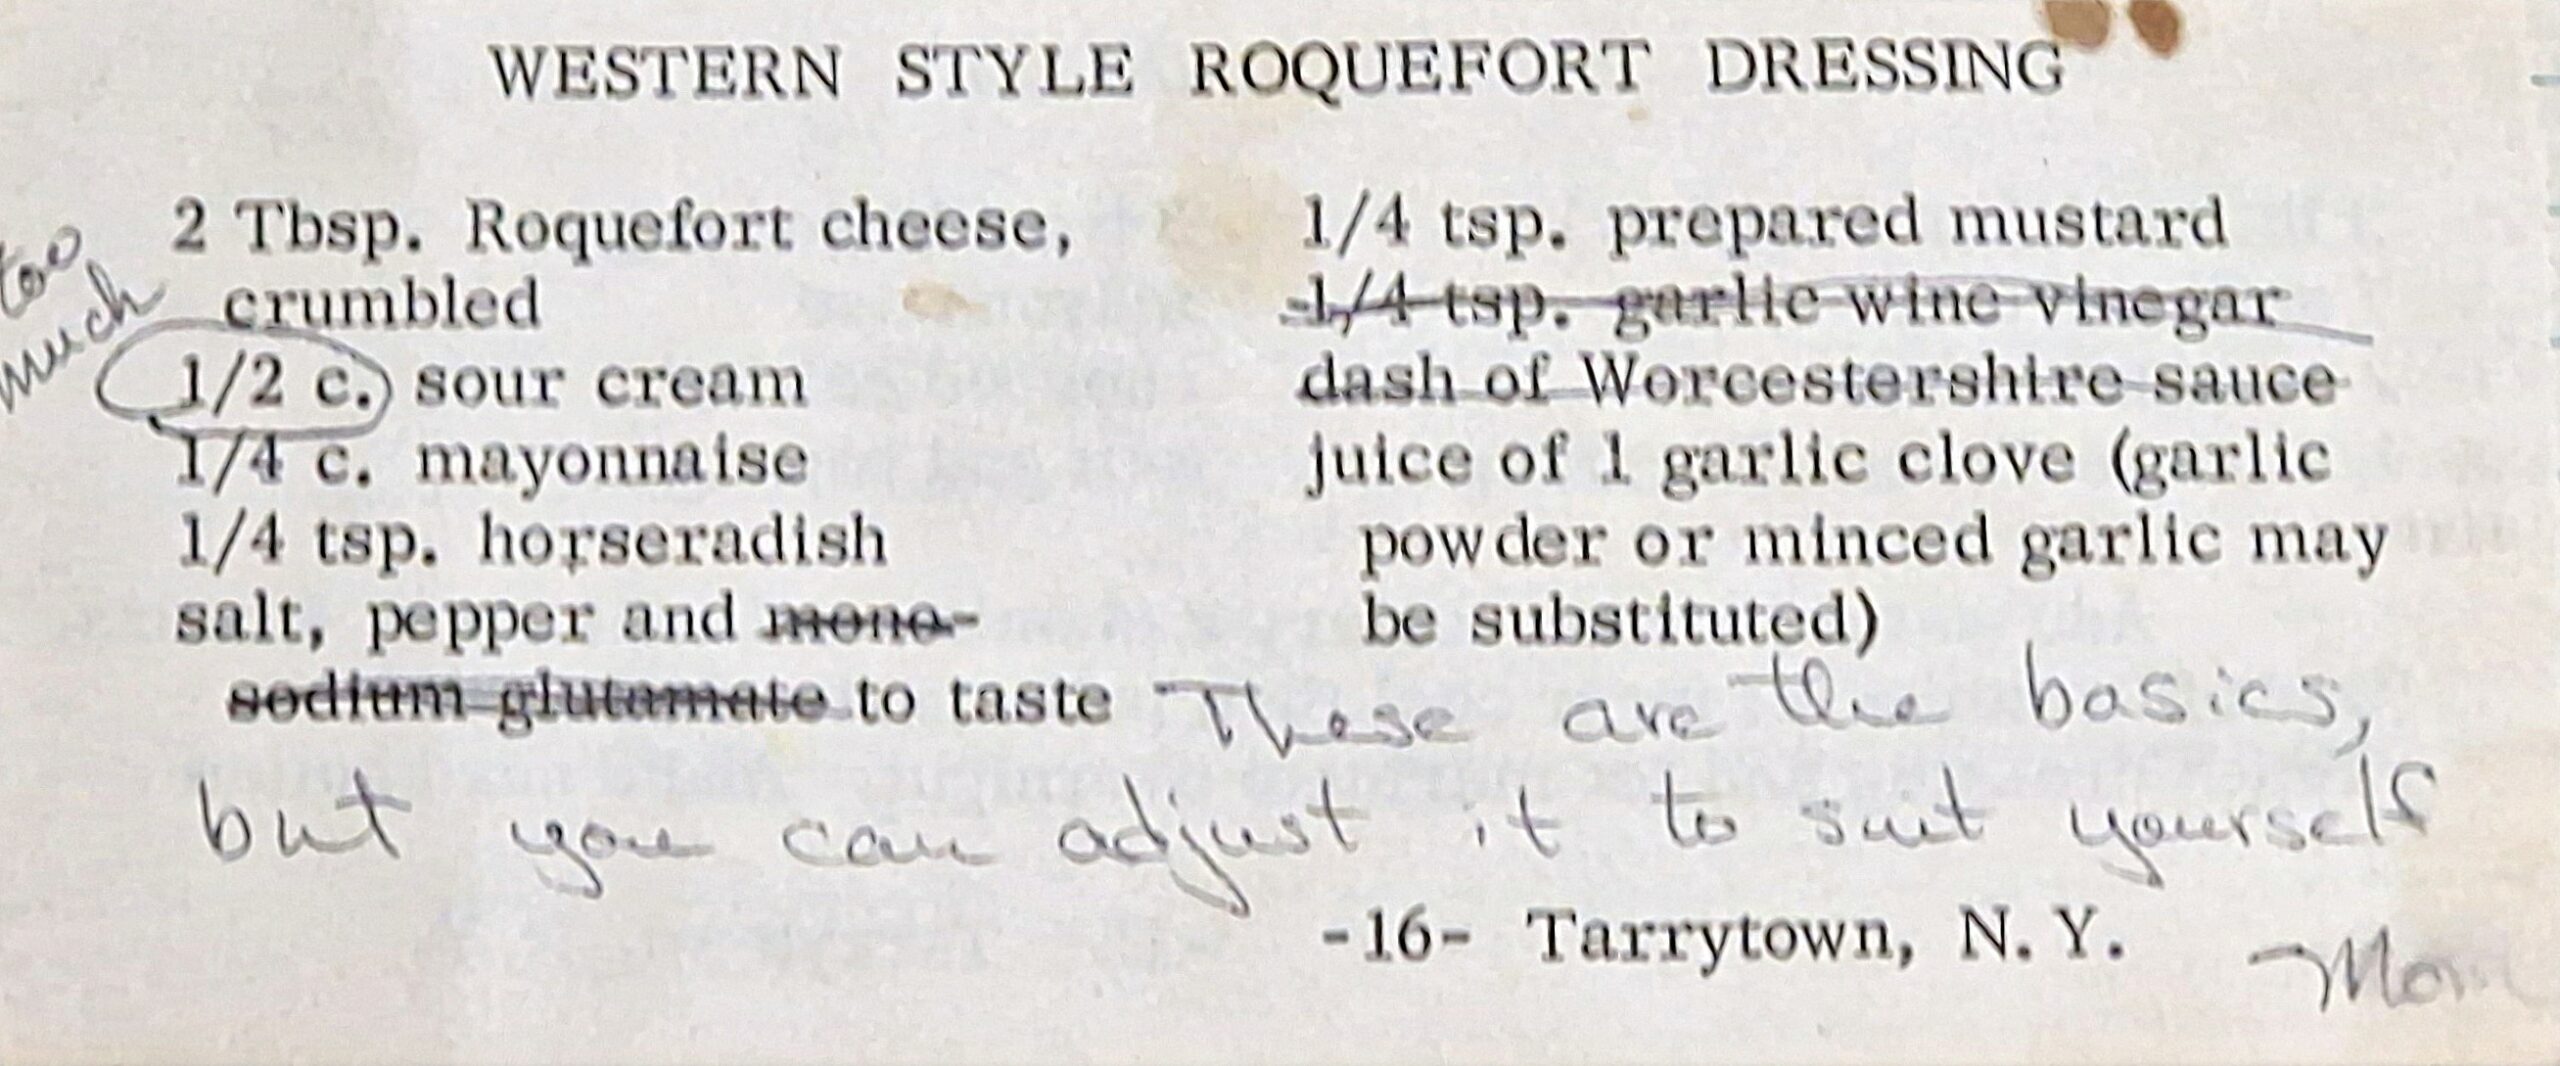 WESTERN STYLE ROQUEFORT DRESSING
too
much
2 Tbsp. Roquefort cheese,
crumbled
1/2 c. sour cream
1/4 c. mayonnaise
1/4 tsp. horseradish
salt, pepper and mono-
sodium glutamate to taste
1/4 tsp. prepared mustard
1/4 tsp. garlic wine vinegar
dash of Worcestershire sauce
juice of 1 garlic clove (garlic
powder or minced garlic may
be substituted)
These are the basics,
but you can adjust it to suit yourself
-16- Tarrytown, N. Y.
Mom